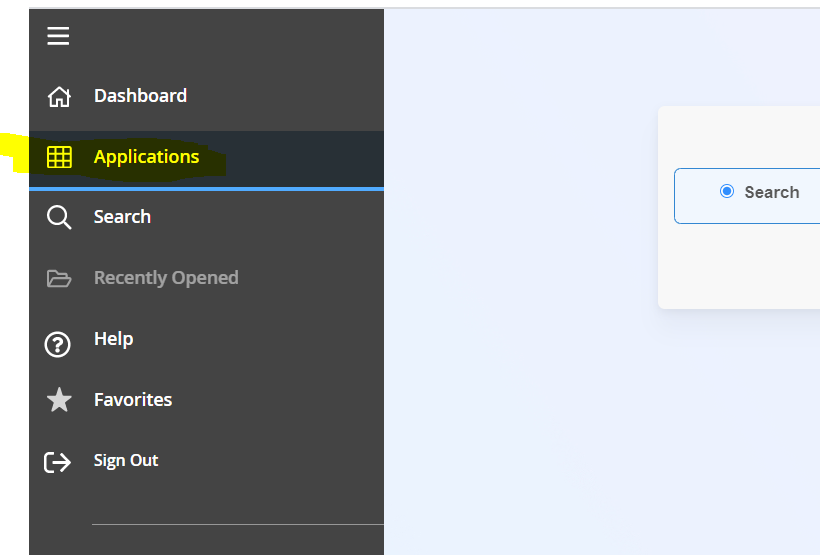 Dashboard
Applications
Search
Search
Recently Opened
Help
Favorites
Sign Out